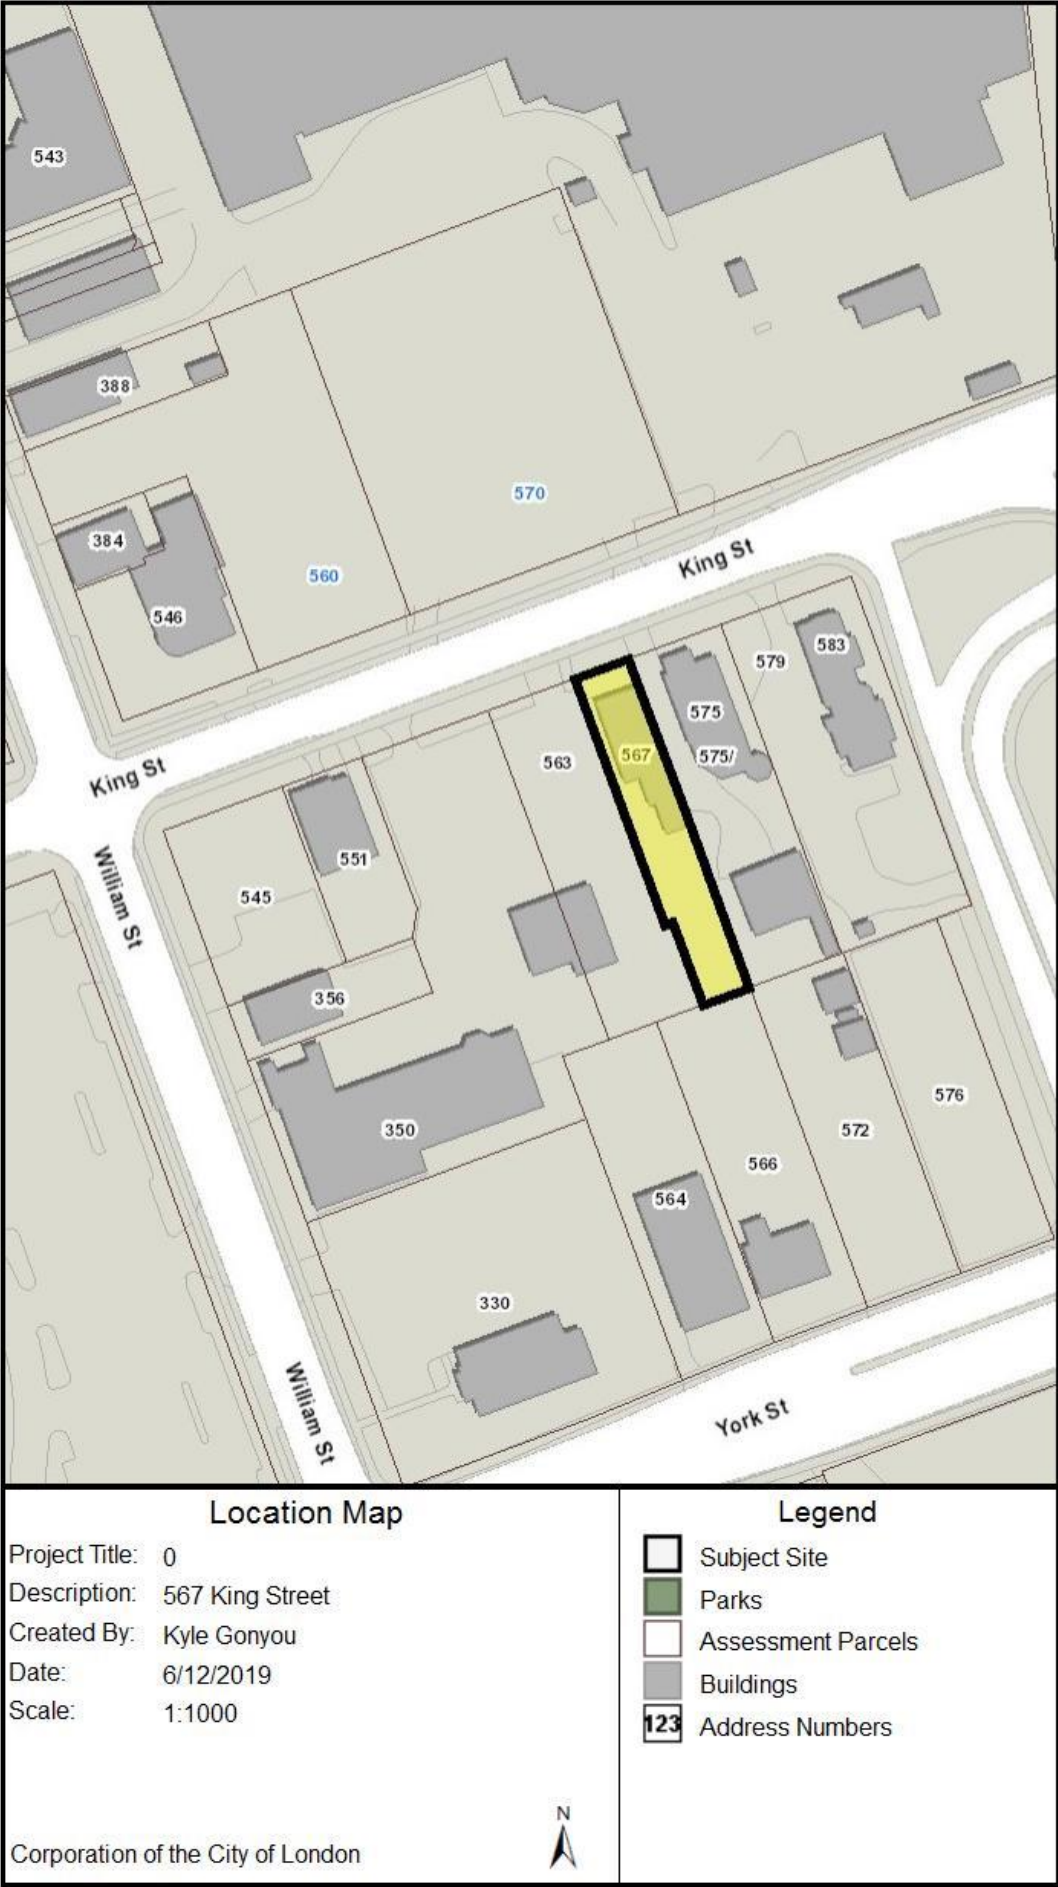 543
388
570
384
560
546
King St
583
579
575
567
575/
563
King St
551
William St
545
356
576
350
572
566
564
330
William St
York St
Location Map
Project Title: 0
Description: 567 King Street
Created By: Kyle Gonyou
Date: 6/12/2019
Scale: 1:1000
N
Corporation of the City of London
Legend
Subject Site
Parks
Assessment Parcels
Buildings
123 Address Numbers